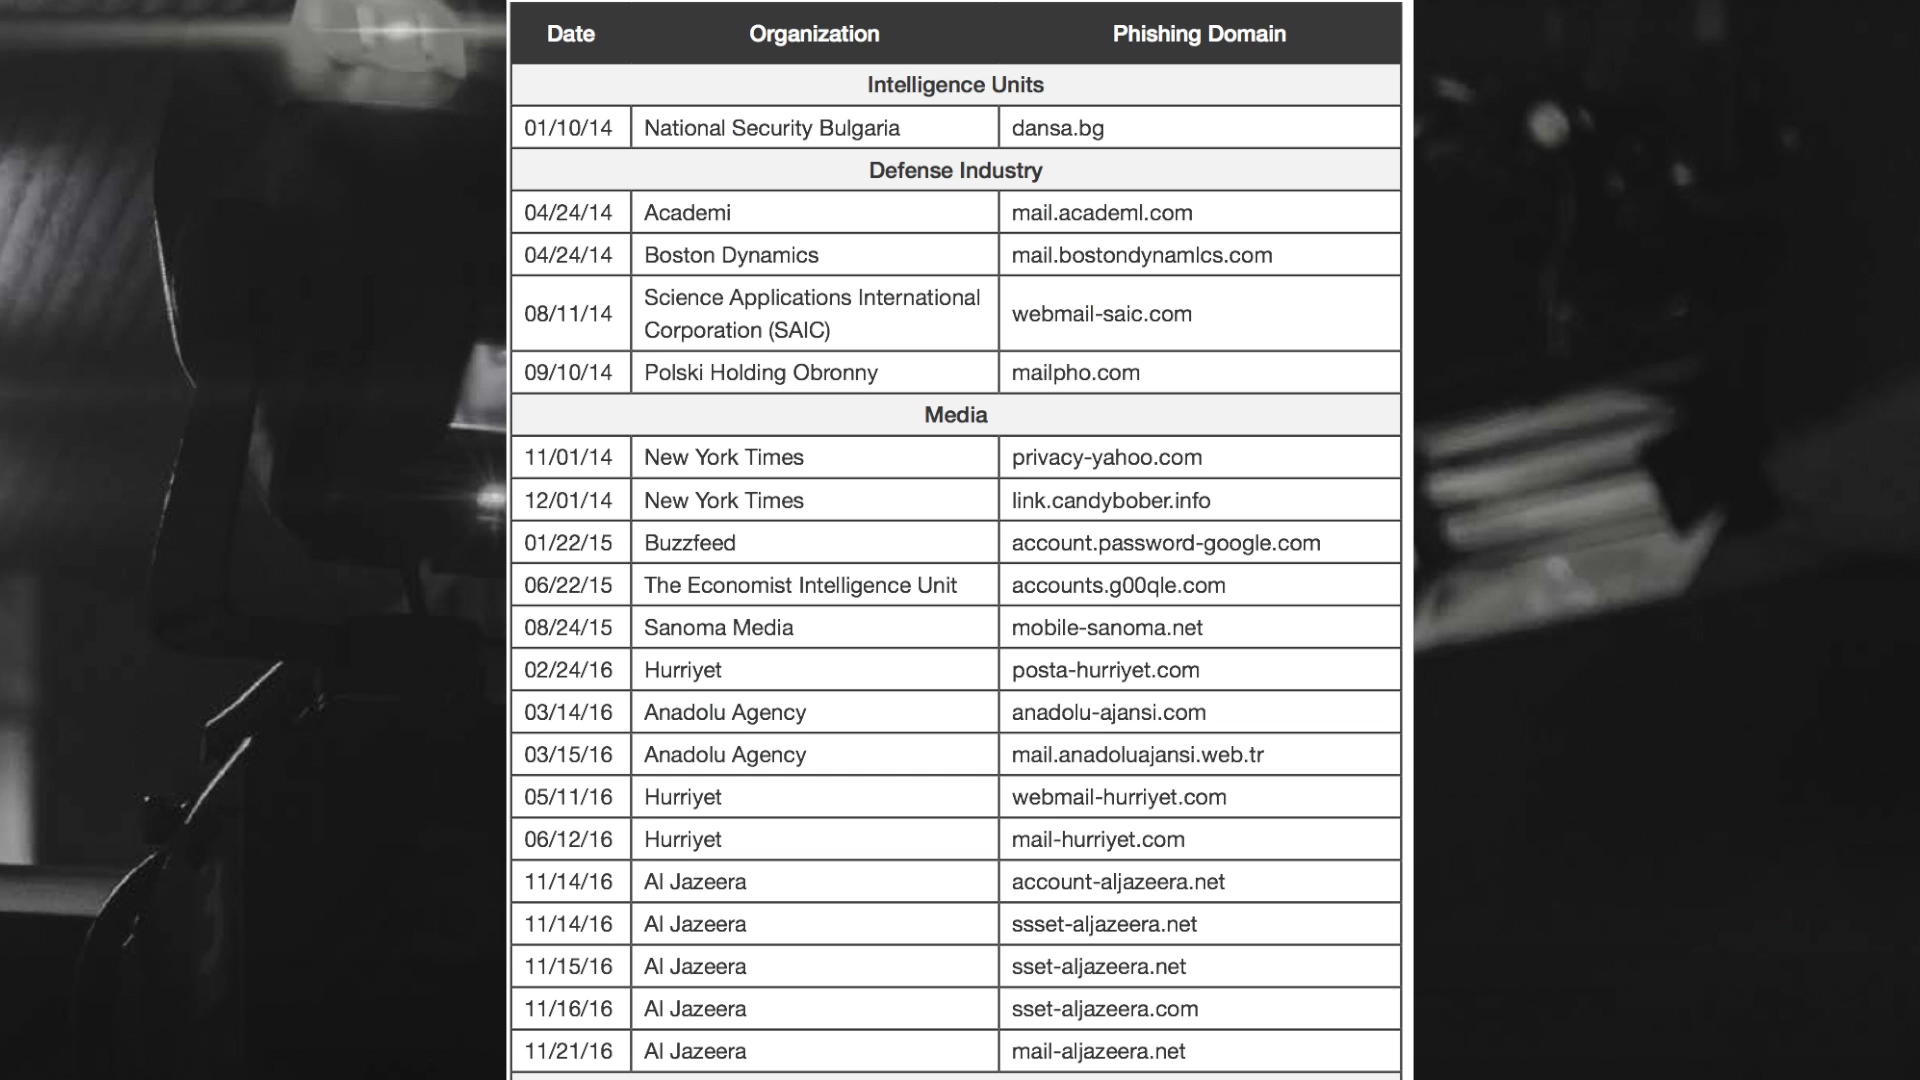 Date Organization Phishing Domain
Intelligence Units
01/10/14 National Security Bulgaria dansa.bg
Defense Industry
04/24/14 Academi mail.academl.com
04/24/14 Boston Dynamics mail.bostondynamlcs.com
08/11/14 Science Applications International
Corporation (SAIC) webmail-saic.com
09/10/14 Polski Holding Obronny mailpho.com
Media
11/01/14 New York Times privacy-yahoo.com
12/01/14 New York Times link.candybober.info
01/22/15 Buzzfeed account.password-google.com
06/22/15 The Economist Intelligence Unit accounts.g00qle.com
08/24/15 Sanoma Media mobile-sanoma.net
02/24/16 Hurriyet posta-hurriyet.com
03/14/16 Anadolu Agency anadolu-ajansi.com
03/15/16 Anadolu Agency mail.anadoluajansi.web.tr
05/11/16 Hurriyet webmail-hurriyet.com
06/12/16 Hurriyet mail-hurriyet.com
11/14/16 Al Jazeera account-aljazeera.net
11/14/16 Al Jazeera ssset-aljazeera.net
11/15/16 Al Jazeera sset-aljazeera.net
11/16/16 Al Jazeera sset-aljazeera.com
11/21/16 Al Jazeera mail-aljazeera.net